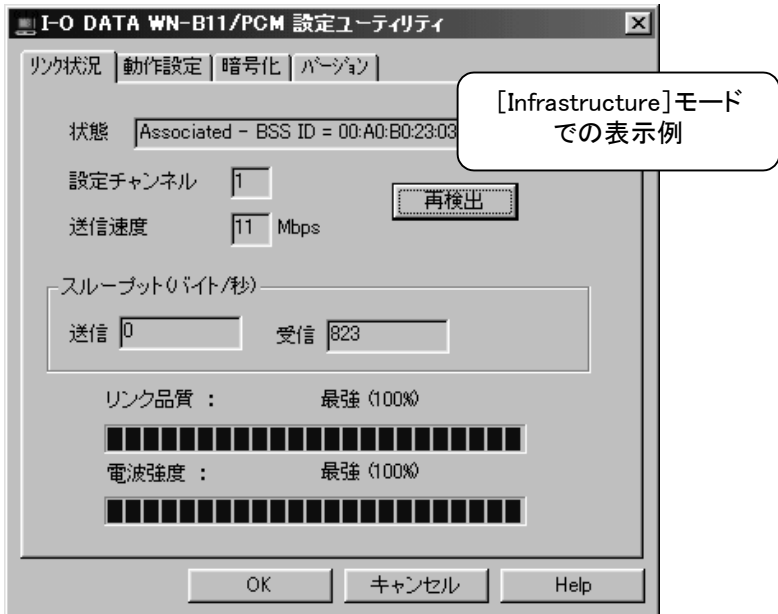 I-O DATA WN-B11/PCM 設定ユーティリティ
リンク状況 動作設定 暗号化 バージョン
[Infrastructure]モード
での表示例
状態 Associated - BSS ID = 00:A0:B0:23:03
設定チャンネル 1
再検出
送信速度 11 Mbps
スループット(バイト/秒)
送信 0 受信 823
リンク品質 : 最強 (100%)
電波強度 : 最強 (100%)
OK キャンセル Help